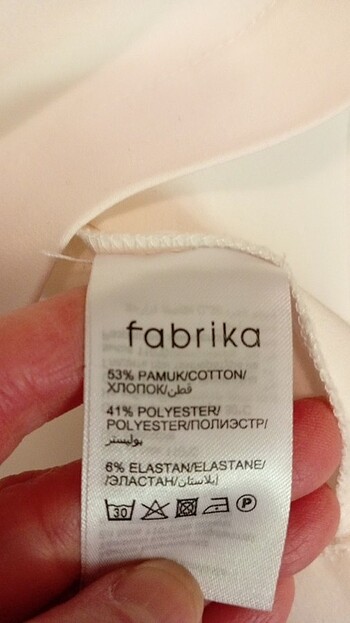 fabrika
53% PAMUK/COTTON/
ХЛОПОК/قطن/
41% POLYESTER/
POLYESTER/ПОЛИЭСТР/
بوليستر
6% ELASTAN/ELASTANE/
/ЭЛАСТАН/إيلاستان/
30 P